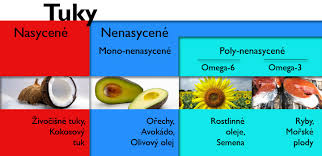 Tuky
Nasycené
Nenasycené
Mono-nenasycené
Poly-nenasycené
Omega-6
Omega-3
Živočišné tuky,
Kokosový
tuk
Ořechy,
Avokádo,
Olivový olej
Rostlinné
oleje,
Semena
Ryby,
Mořské
plody